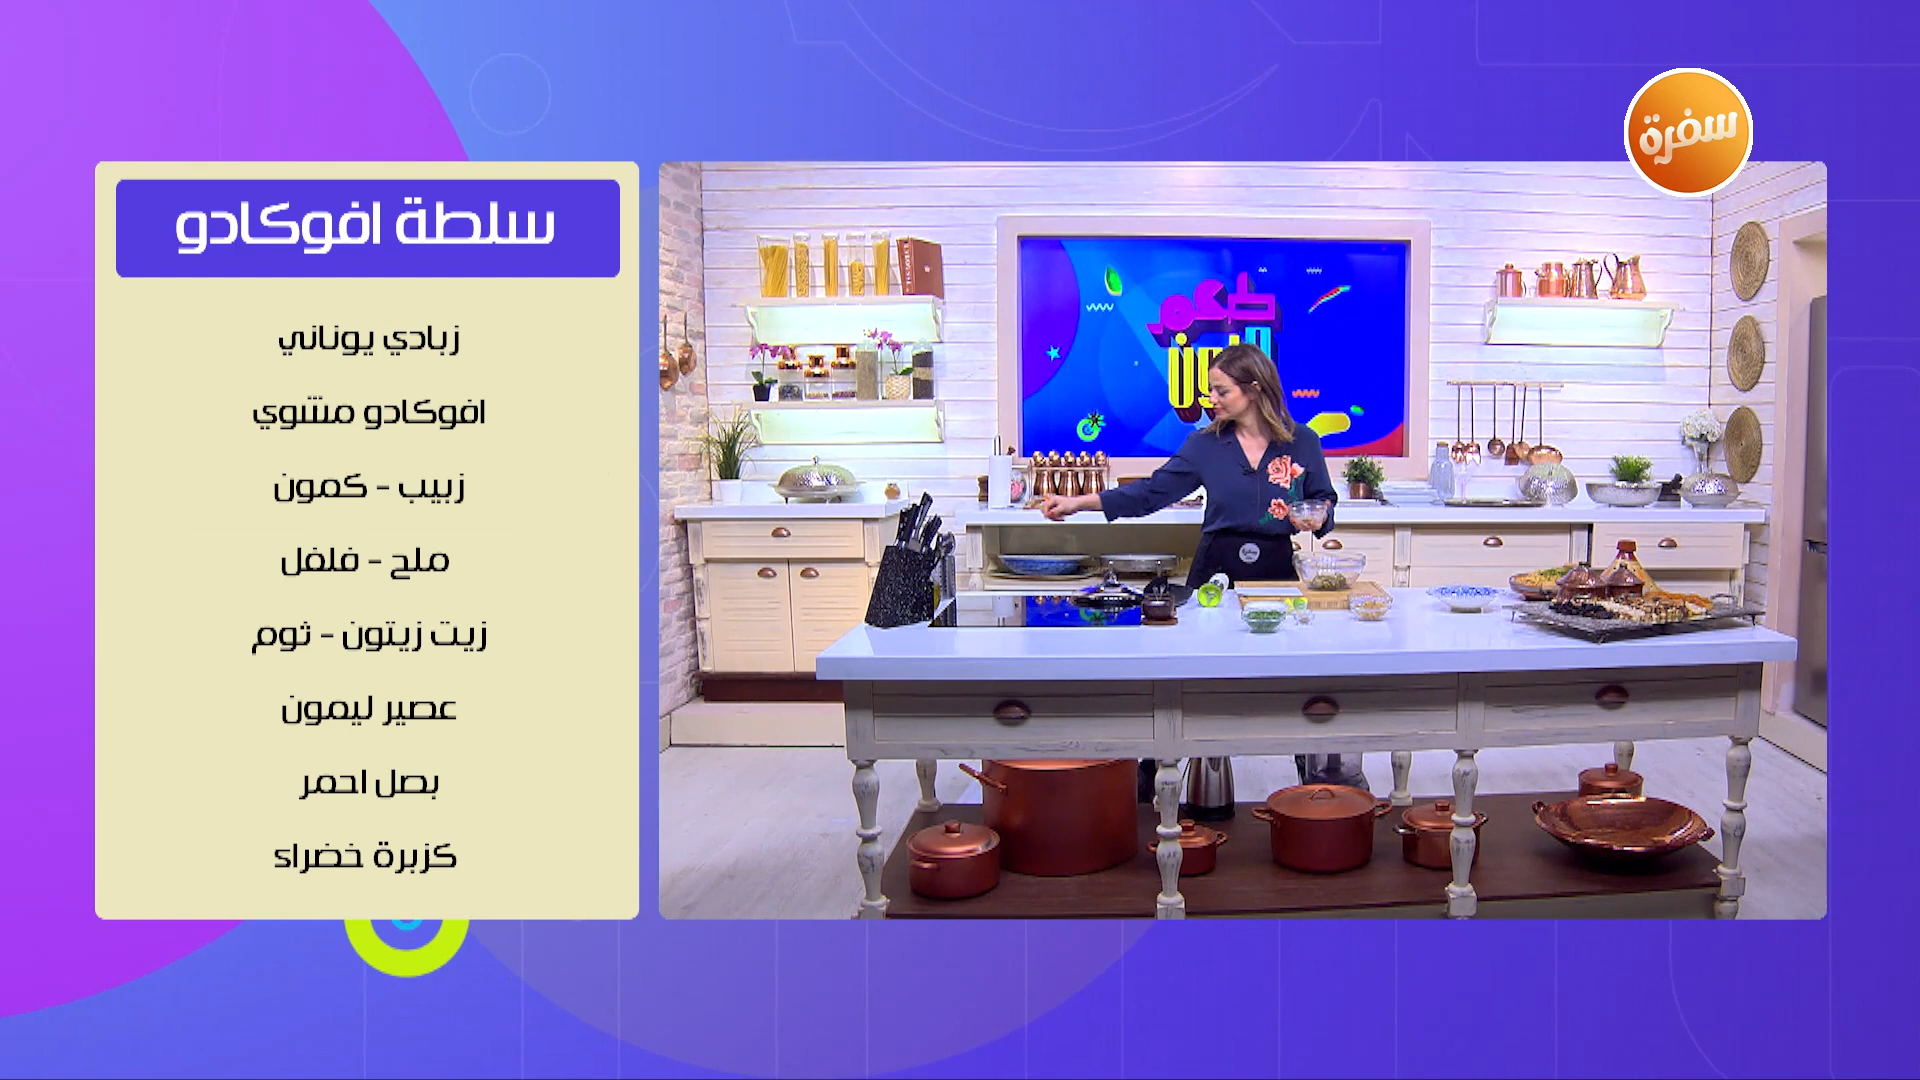 سفرة
سلطة افوكادو
زبادي يوناني
افوكادو مشوي
زبيب - كمون
ملح - فلفل
زيت زيتون - ثوم
عصير ليمون
بصل احمر
كزبرة خضراء
طعم